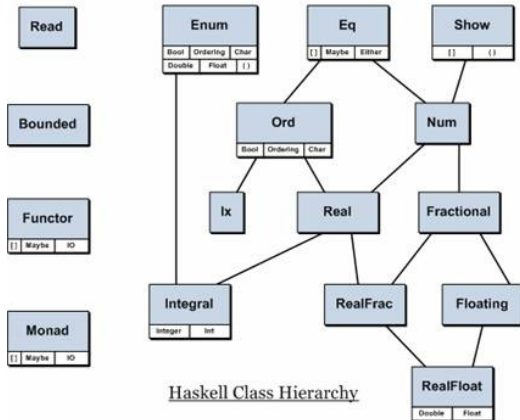 Read
Enum
Bool Ordering Char
Double Float ()
Eq
[] Maybe Either
Show
[] ()
Bounded
Ord
Bool Ordering Char
Num
Functor
[] Maybe IO
Ix
Real
Fractional
Monad
[] Maybe IO
Integral
Integer Int
RealFrac
Floating
RealFloat
Double Float
Haskell Class Hierarchy